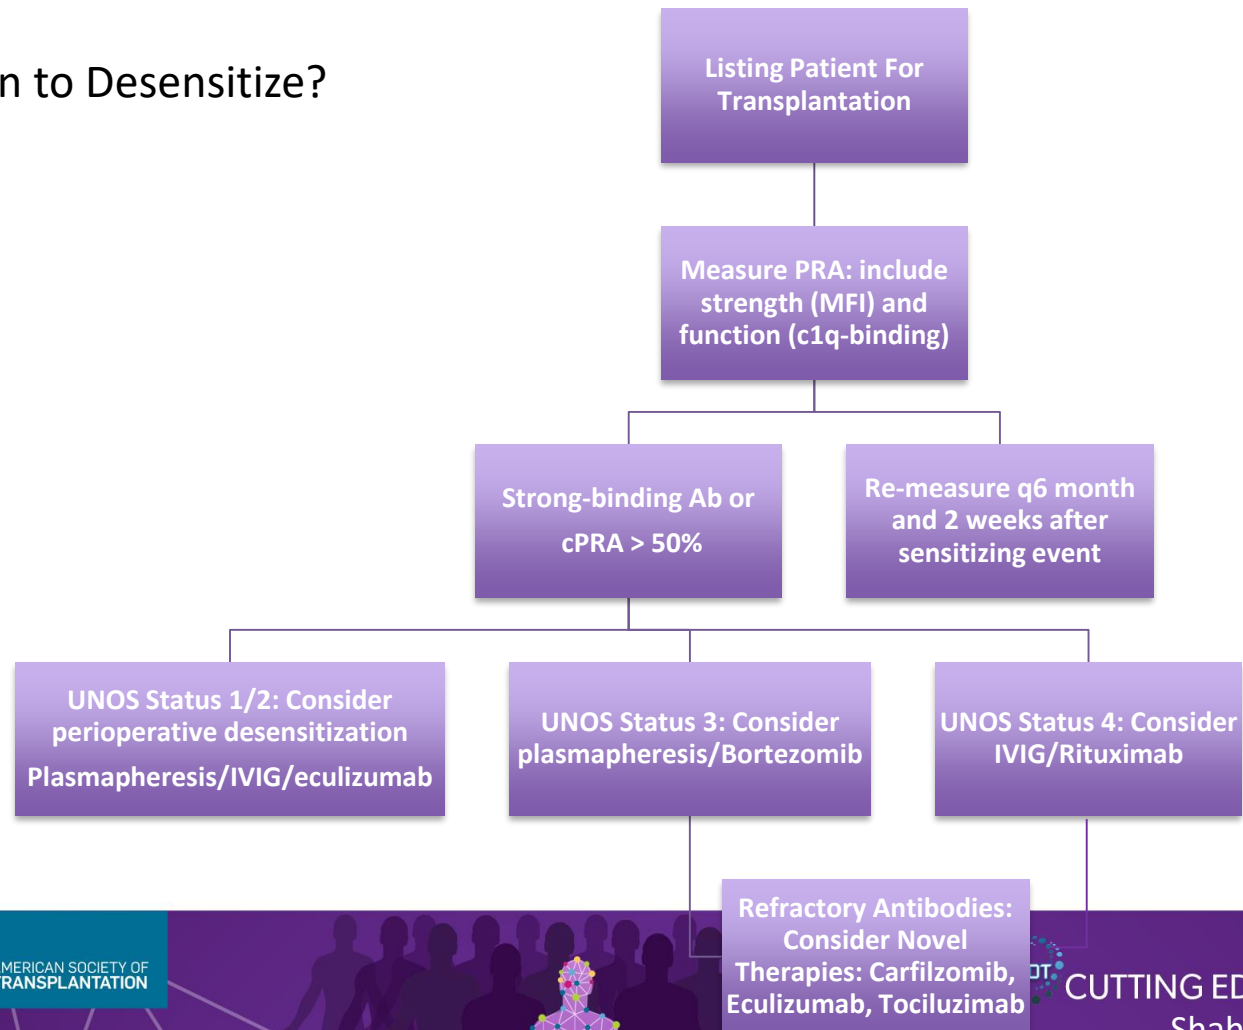 n to Desensitize?
Listing Patient For
Transplantation
Measure PRA: include
strength (MFI) and
function (c1q-binding)
Strong-binding Ab or
cPRA > 50%
Re-measure q6 month
and 2 weeks after
sensitizing event
UNOS Status 1/2: Consider
perioperative desensitization
Plasmapheresis/IVIG/eculizumab
UNOS Status 3: Consider
plasmapheresis/Bortezomib
UNOS Status 4: Consider
IVIG/Rituximab
Refractory Antibodies:
Consider Novel
Therapies: Carfilzomib,
Eculizumab, Tociluzimab
MERICAN SOCIETY OF
TRANSPLANTATION
OT
CUTTING ED
Shah